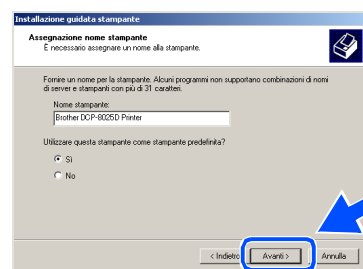 Installazione guidata stampante
Assegnazione nome stampante
È necessario assegnare un nome alla stampante.
Fornire un nome per la stampante. Alcuni programmi non supportano combinazioni di nomi
di server e stampanti con più di 31 caratteri.
Nome stampante:
Brother DCP-8025D Printer
Utilizzare questa stampante come stampante predefinita?
Sì
No
< Indietro
Avanti >
Annulla